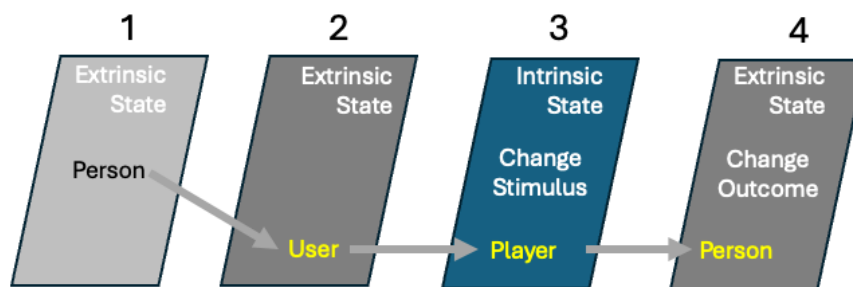 1
2
3
4
Extrinsic
State
Person
Extrinsic
State
User
Intrinsic
State
Change
Stimulus
Player
Extrinsic
State
Change
Outcome
Person